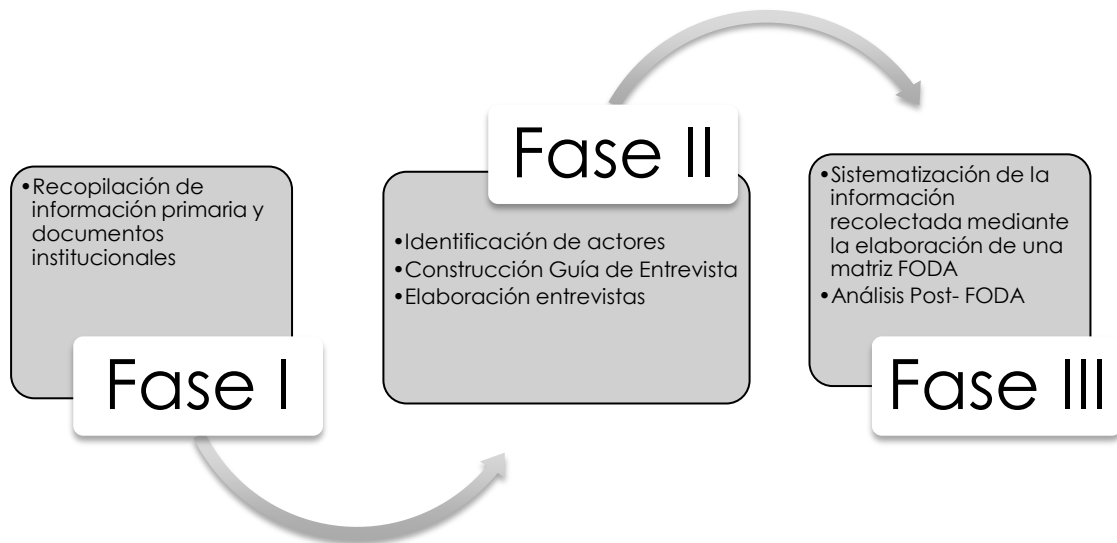 •Recopilación de
información primaria y
documentos
institucionales
Fase I
Fase II
•Identificación de actores
•Construcción Guía de Entrevista
•Elaboración entrevistas
•Sistematización de la
información
recolectada mediante
la elaboración de una
matriz FODA
•Análisis Post- FODA
Fase III